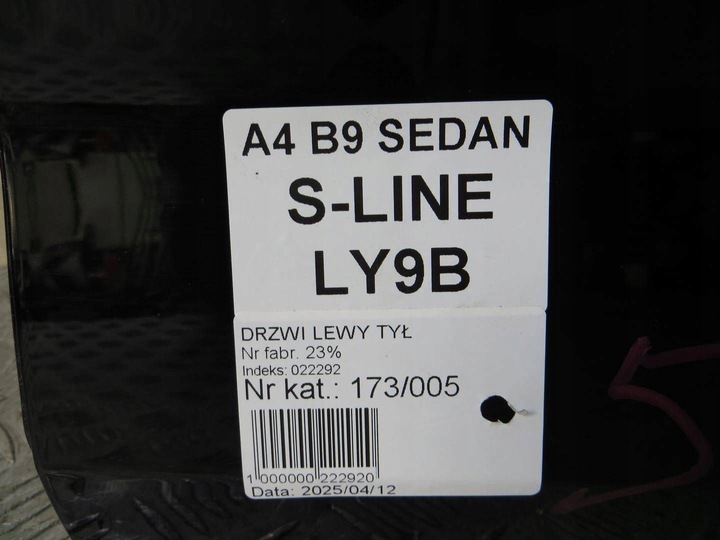 A4 B9 SEDAN
S-LINE
LY9B
DRZWI LEWY TYŁ
Nr fabr. 23%
Indeks: 022292
Nr kat.: 173/005
1 000000 222920
Data: 2025/04/12
5